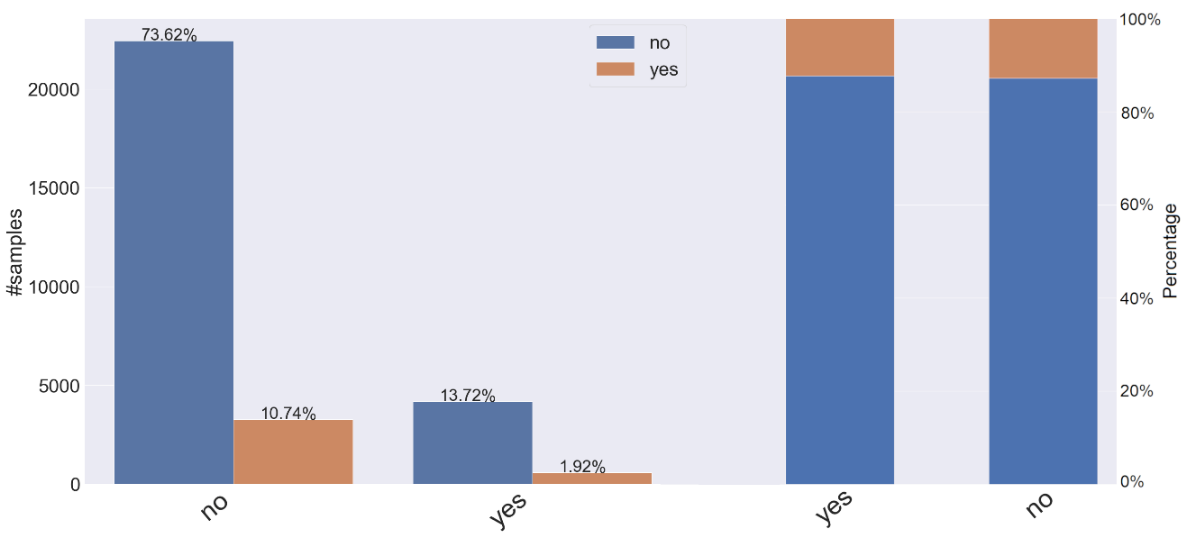 73.62%
10.74%
13.72%
1.92%
no
yes
20000
15000
10000
5000
0
#samples
no
yes
yes
no
100%
80%
60%
40%
20%
0%
Percentage